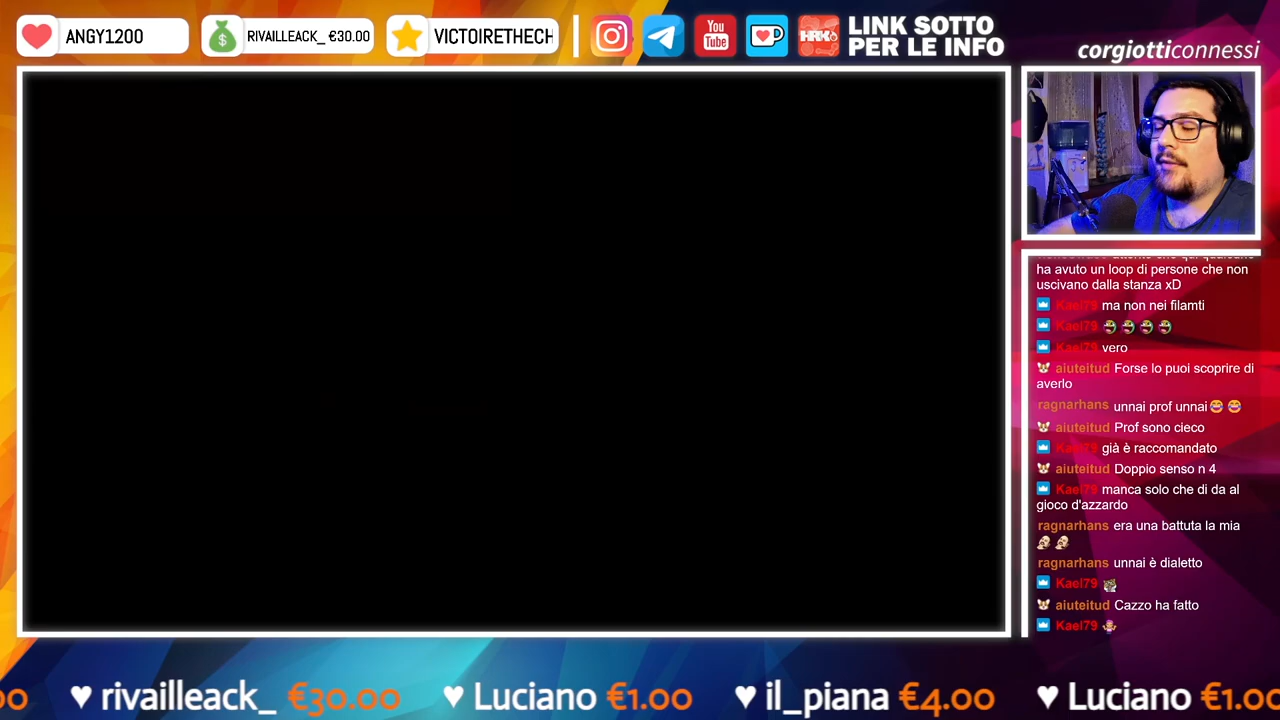 ANGY1200
RIVAILLEACK_ €30.00
VICTOIRETHECH
You
Tube
HRK
LINK SOTTO
PER LE INFO
corgiotticonnessi
ha avuto un loop di persone che non
uscivano dalla stanza xD
Kael79 ma non nei filamti
Kael79
Kael79 vero
aiuteitud Forse lo puoi scoprire di
averlo
ragnarhans unnai prof unnai😂 😂
aiuteitud Prof sono cieco
Kael79 già è raccomandato
aiuteitud Doppio senso n 4
Kael79 manca solo che di da al
gioco d'azzardo
ragnarhans era una battuta la mia
ragnarhans unnai è dialetto
Kael79
aiuteitud Cazzo ha fatto
Kael79
00 ♥ rivailleack_ €30.00 ♥ Luciano €1.00 ♥ il_piana €4.00 ♥ Luciano €1.00